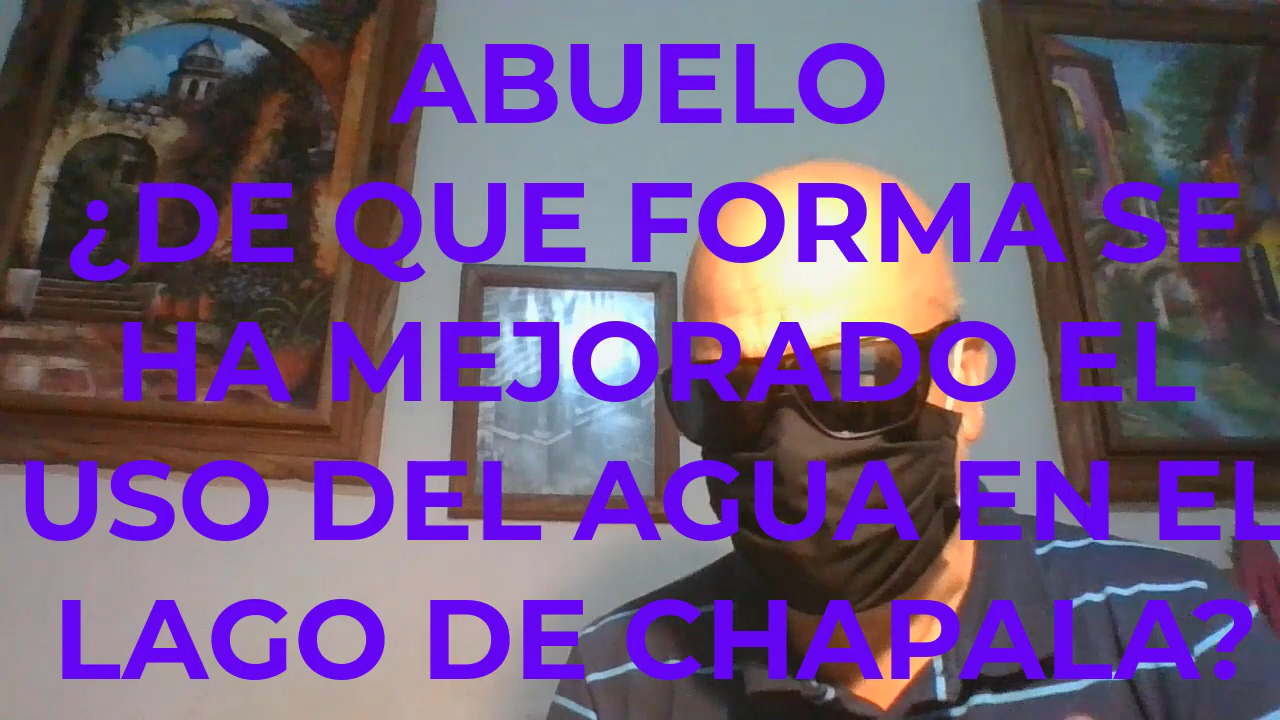 ABUELO
¿DE QUE FORMA SE
HA MEJORADO EL
USO DEL AGUA EN EL
LAGO DE CHAPALA?